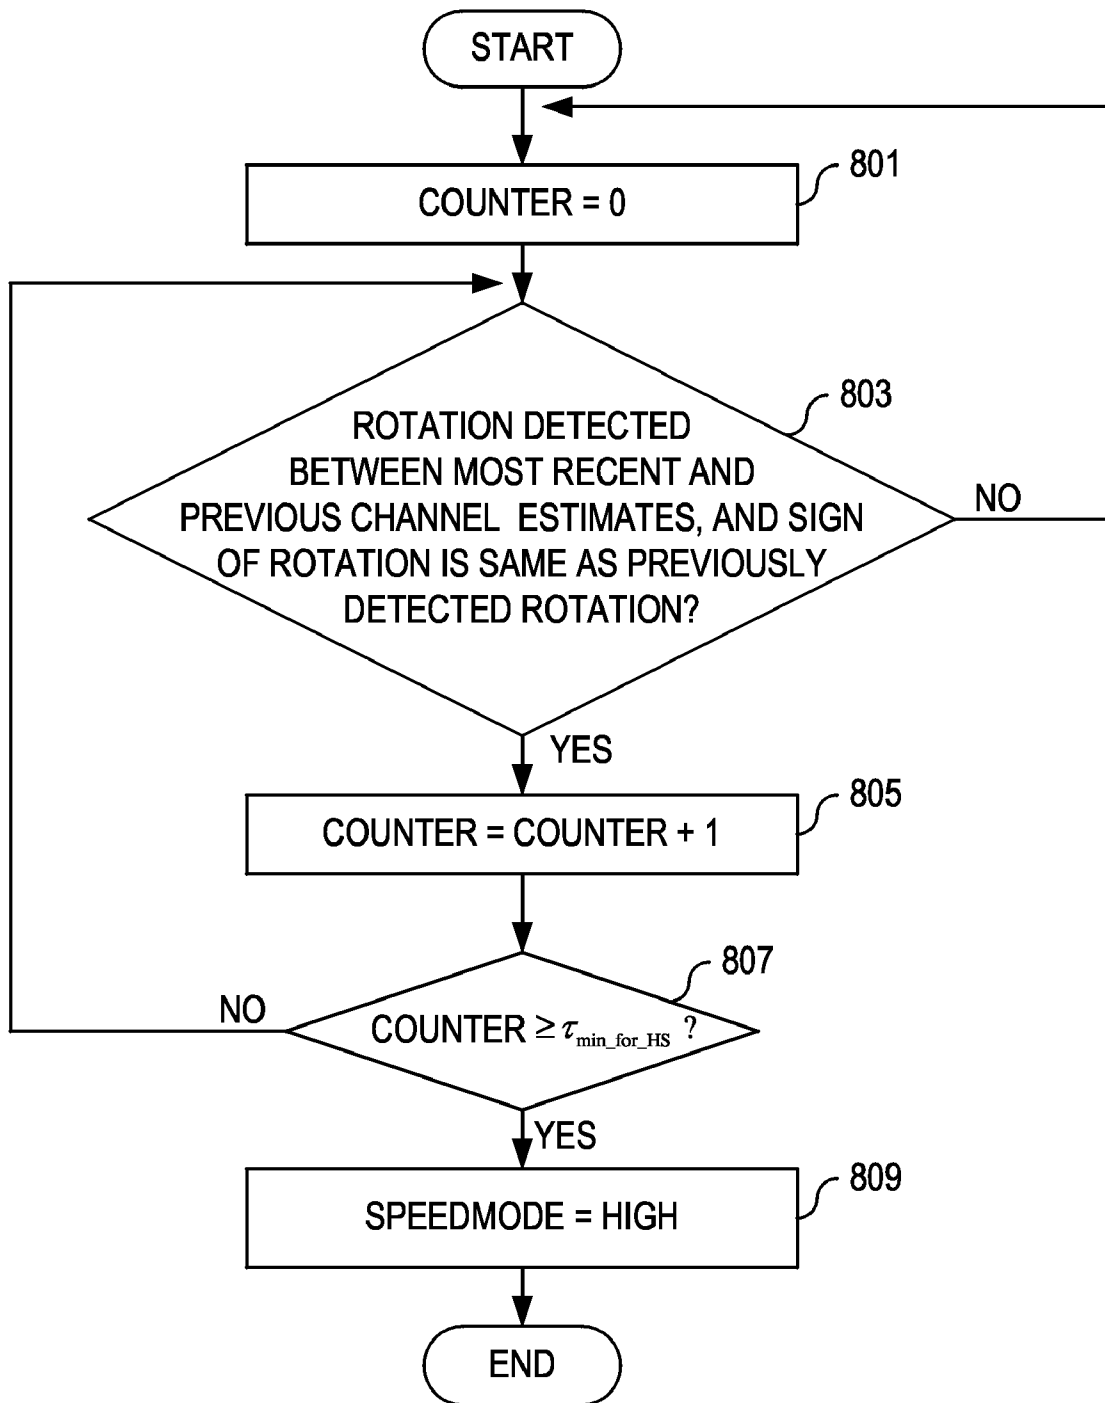 START
801
COUNTER = 0
803
ROTATION DETECTED
BETWEEN MOST RECENT AND
PREVIOUS CHANNEL ESTIMATES, AND SIGN
OF ROTATION IS SAME AS PREVIOUSLY
DETECTED ROTATION?
NO
YES
805
COUNTER = COUNTER + 1
807
NO
COUNTER ≥ τmin_for_HS ?
YES
809
SPEEDMODE = HIGH
END